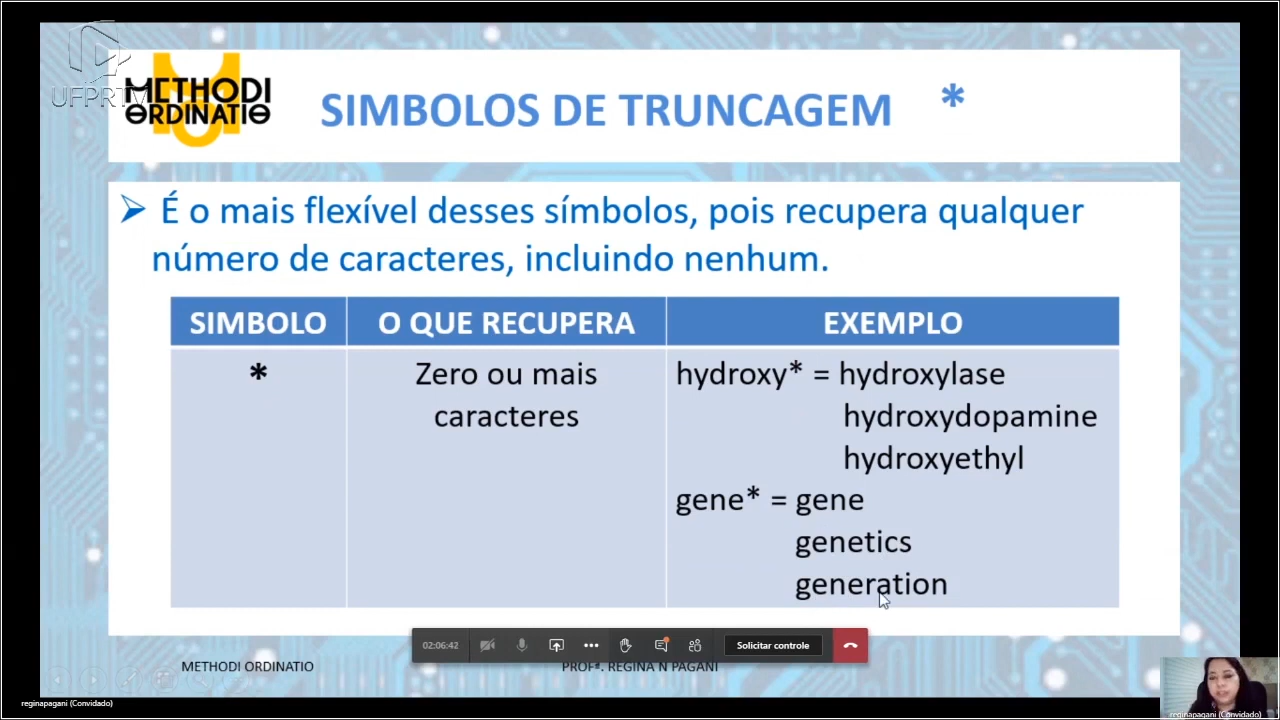 UFPRTV
METHODI
ORDINATIO
SIMBOLOS DE TRUNCAGEM *
É o mais flexível desses símbolos, pois recupera qualquer
número de caracteres, incluindo nenhum.
SIMBOLO O QUE RECUPERA EXEMPLO
* Zero ou mais hydroxy* = hydroxylase
caracteres hydroxydopamine
hydroxyethyl
gene* = gene
genetics
generation
02:06:42 Solicitar controle
METHODI ORDINATIO PROFª. REGINA N PAGANI
reginapagani (Convidado) reginapagani (Convidado)